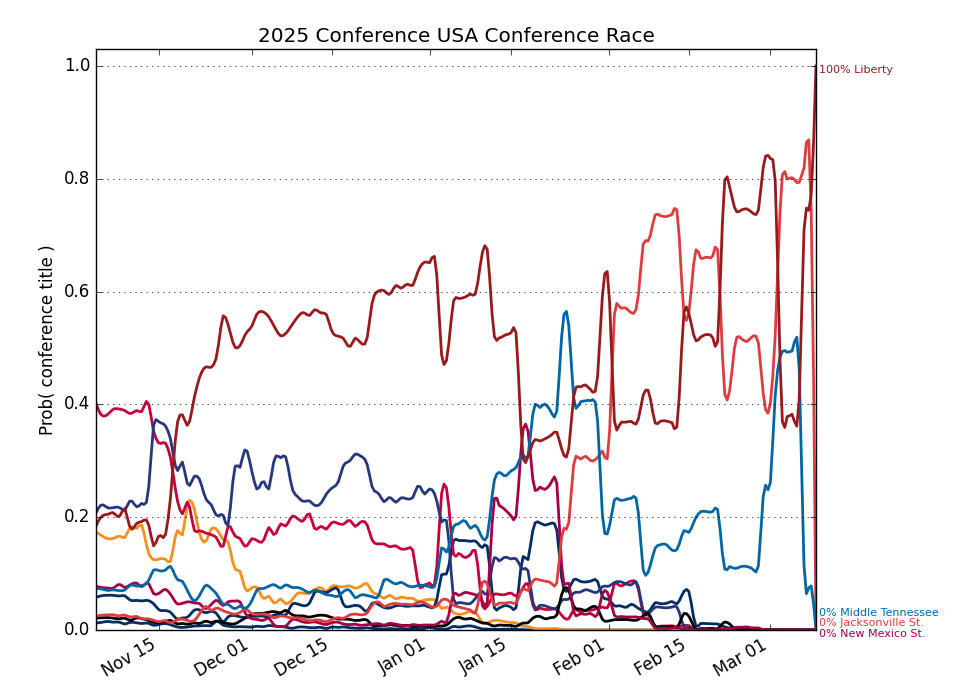 2025 Conference USA Conference Race
Prob( conference title )
1.0
0.8
0.6
0.4
0.2
0.0
Nov 15
Dec 01
Dec 15
Jan 01
Jan 15
Feb 01
Feb 15
Mar 01
100% Liberty
0% Middle Tennessee
0% Jacksonville St.
0% New Mexico St.